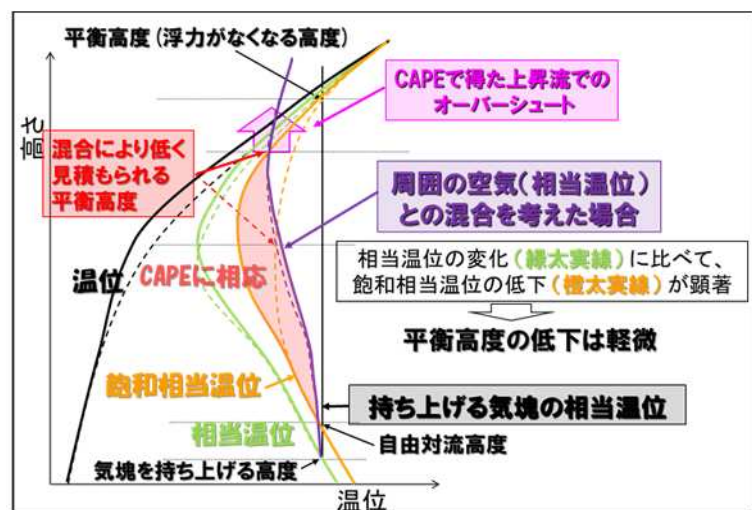 平衡高度(浮力がなくなる高度)
CAPEで得た上昇流での
オーバーシュート
高さ
混合により低く
見積もられる
平衡高度
周囲の空気(相当温位)
との混合を考えた場合
温位
CAPEに相応
相当温位の変化(緑太実線)に比べて、
飽和相当温位の低下(橙太実線)が顕著
平衡高度の低下は軽微
飽和相当温位
持ち上げる気塊の相当温位
相当温位
自由対流高度
気塊を持ち上げる高度
温位